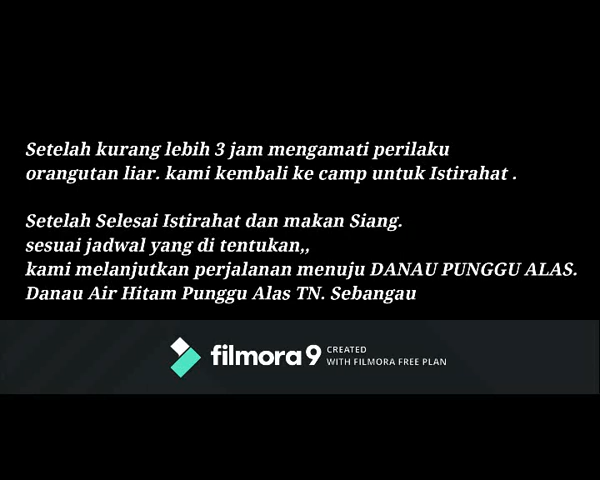 Setelah kurang lebih 3 jam mengamati perilaku
orangutan liar. kami kembali ke camp untuk Istirahat .
Setelah Selesai Istirahat dan makan Siang.
sesuai jadwal yang di tentukan,,
kami melanjutkan perjalanan menuju DANAU PUNGGU ALAS.
Danau Air Hitam Punggu Alas TN. Sebangau
filmora 9 CREATED
WITH FILMORA FREE PLAN